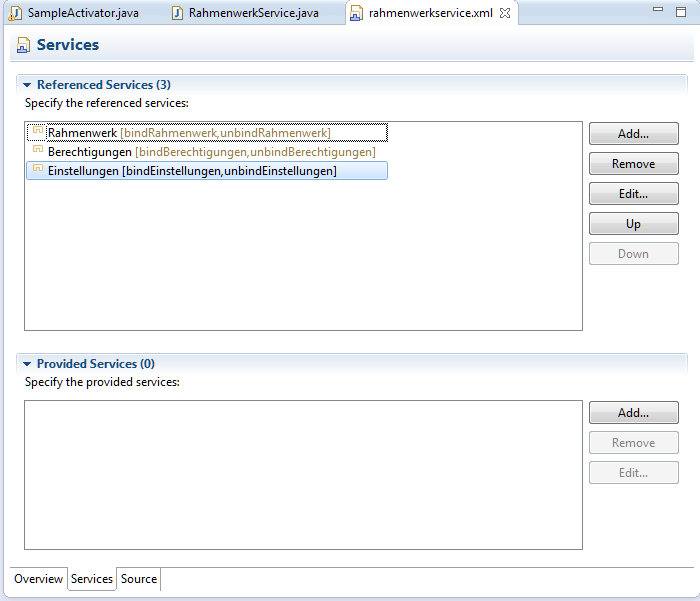 SampleActivator.java RahmenwerkService.java rahmenwerkservice.xml
Services
Referenced Services (3)
Specify the referenced services:
Rahmenwerk [bindRahmenwerk,unbindRahmenwerk]
Berechtigungen [bindBerechtigungen,unbindBerechtigungen]
Einstellungen [bindEinstellungen,unbindEinstellungen]
Add...
Remove
Edit...
Up
Down
Provided Services (0)
Specify the provided services:
Add...
Remove
Edit...
Overview Services Source